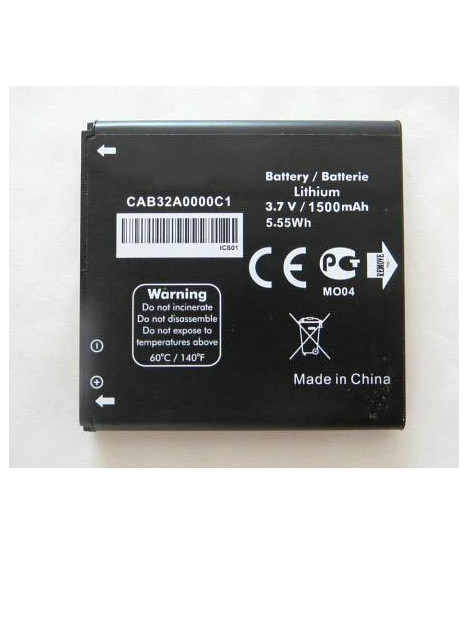 CAB32A0000C1
ICS01
Battery / Batterie
Lithium
3.7 V / 1500mAh
5.55Wh
CE
РСТ
MO04
REMOVE
Warning
Do not incinerate
Do not disassemble
Do not expose to
temperatures above
60°C / 140°F
Made in China